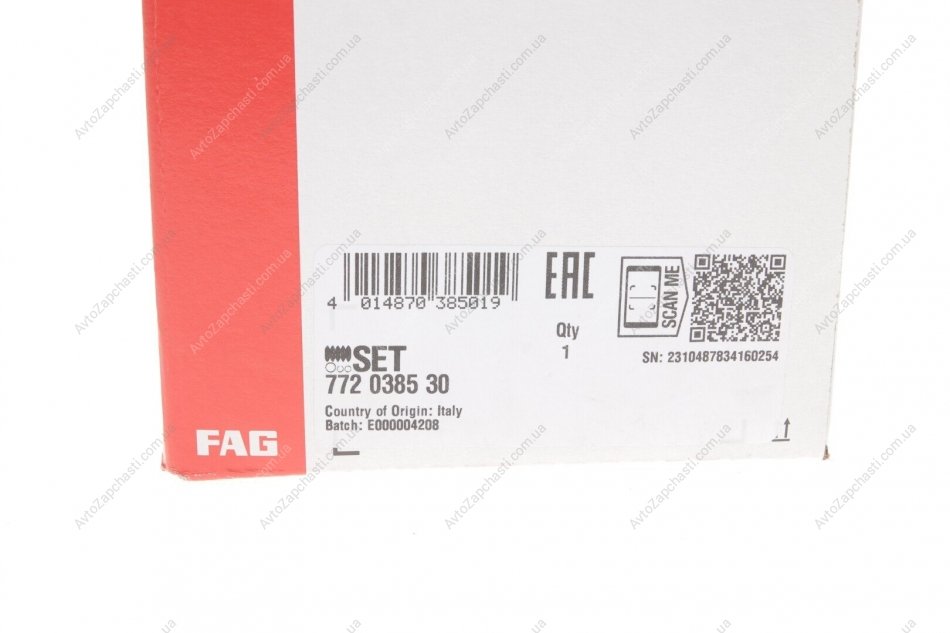 4 014870 385019
EAC
Qty
1
SCAN ME
SN: 2310487834160254
SET
772 0385 30
Country of Origin: Italy
Batch: E000004208
FAG
AvtoZapchasti.com.ua